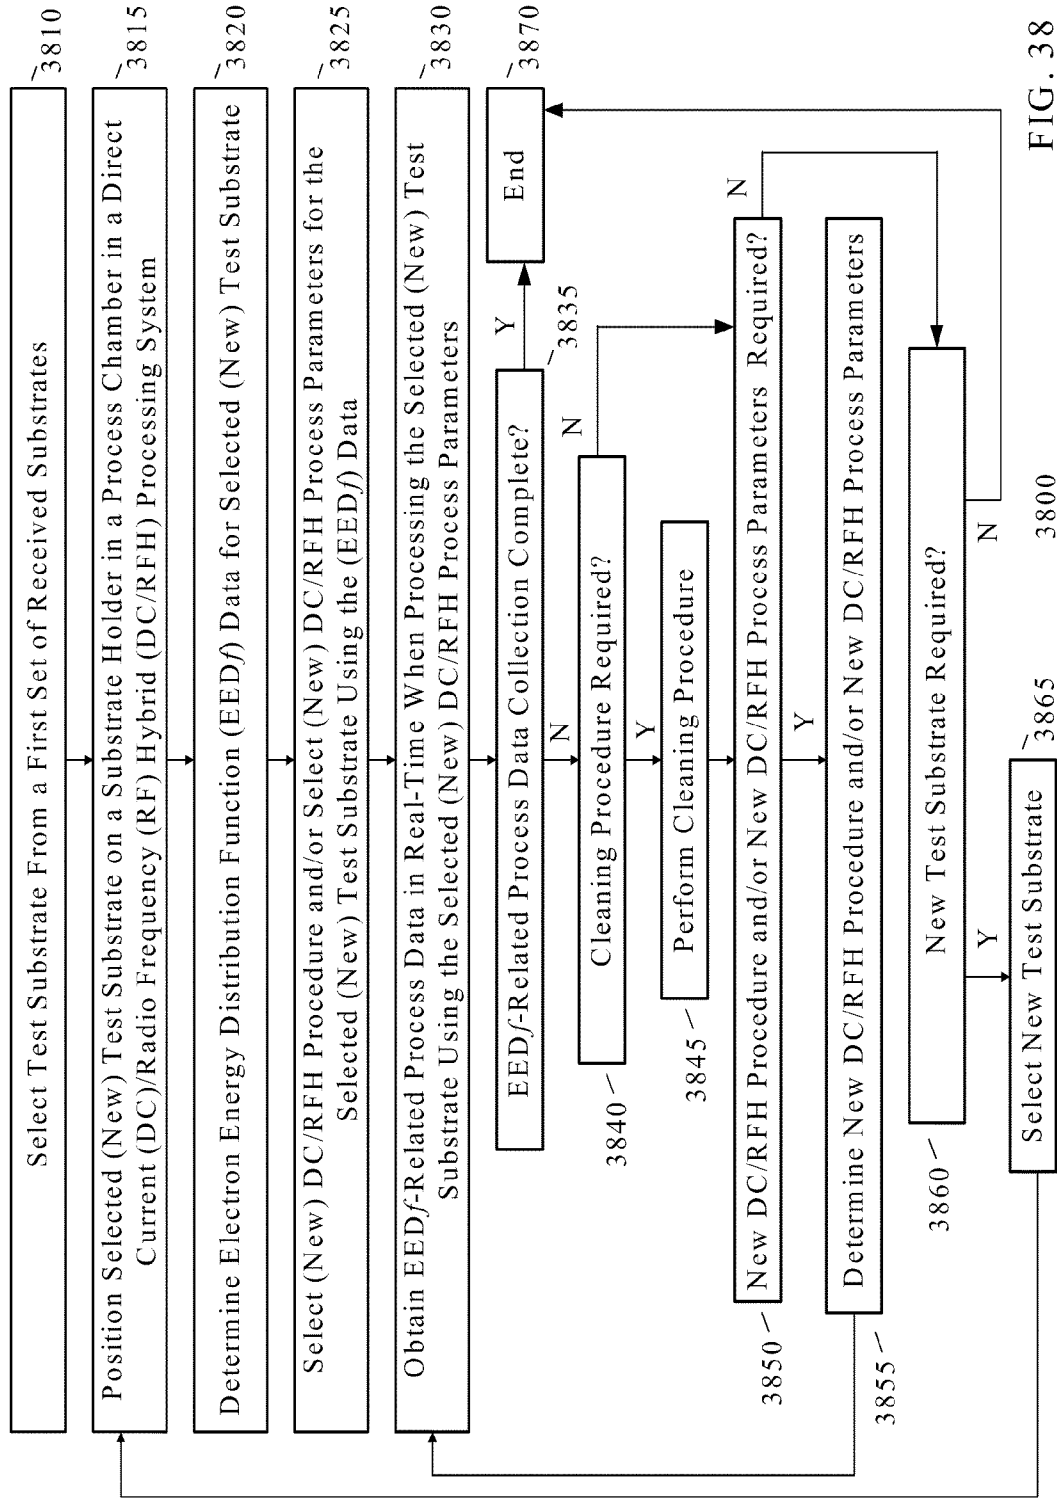 Select Test Substrate From a First Set of Received Substrates
3810
Position Selected (New) Test Substrate on a Substrate Holder in a Process Chamber in a Direct
Current (DC)/Radio Frequency (RF) Hybrid (DC/RFH) Processing System
3815
Determine Electron Energy Distribution Function (EEDf) Data for Selected (New) Test Substrate
3820
Select (New) DC/RFH Procedure and/or Select (New) DC/RFH Process Parameters for the
Selected (New) Test Substrate Using the (EEDf) Data
3825
Obtain EEDf-Related Process Data in Real-Time When Processing the Selected (New) Test
Substrate Using the Selected (New) DC/RFH Process Parameters
3830
EEDf-Related Process Data Collection Complete?
3835
Y
End
3870
N
Cleaning Procedure Required?
3840
N
Y
Perform Cleaning Procedure
3845
New DC/RFH Procedure and/or New DC/RFH Process Parameters Required?
3850
N
Y
Determine New DC/RFH Procedure and/or New DC/RFH Process Parameters
3855
New Test Substrate Required?
3860
N
Y
Select New Test Substrate
3865
3800
FIG. 38